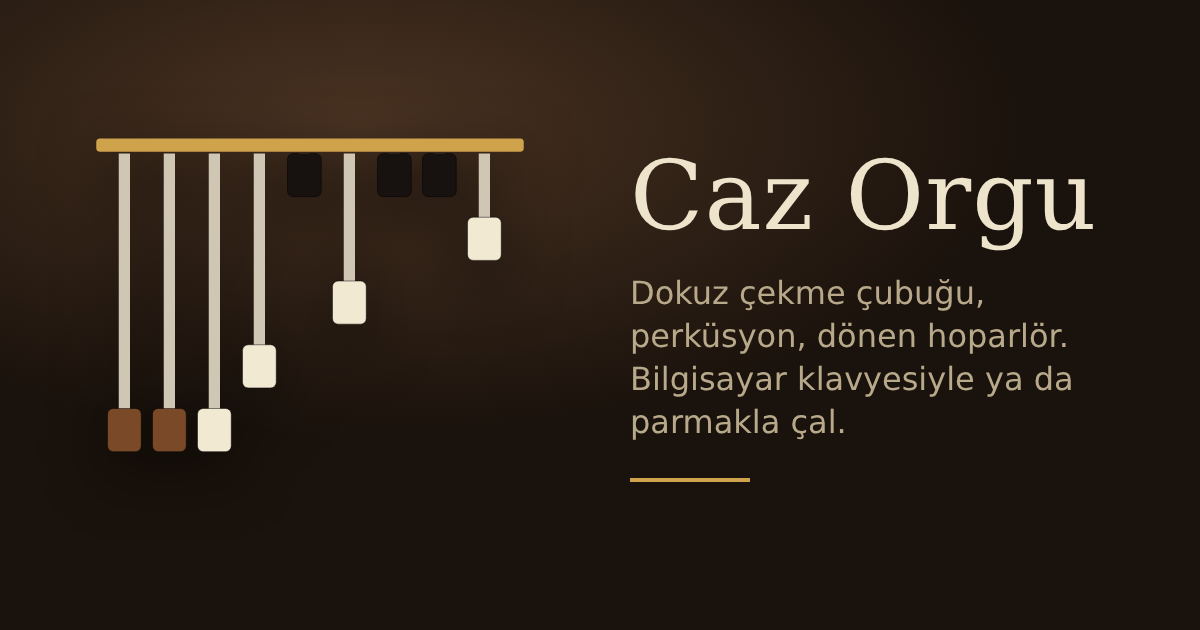 Caz Orgu
Dokuz çekme çubuğu,
perküsyon, dönen hoparlör.
Bilgisayar klavyesiyle ya da
parmakla çal.